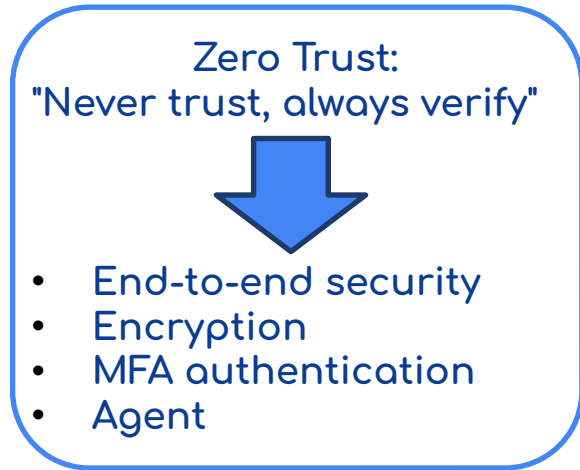 Zero Trust:
"Never trust, always verify"
• End-to-end security
• Encryption
• MFA authentication
• Agent